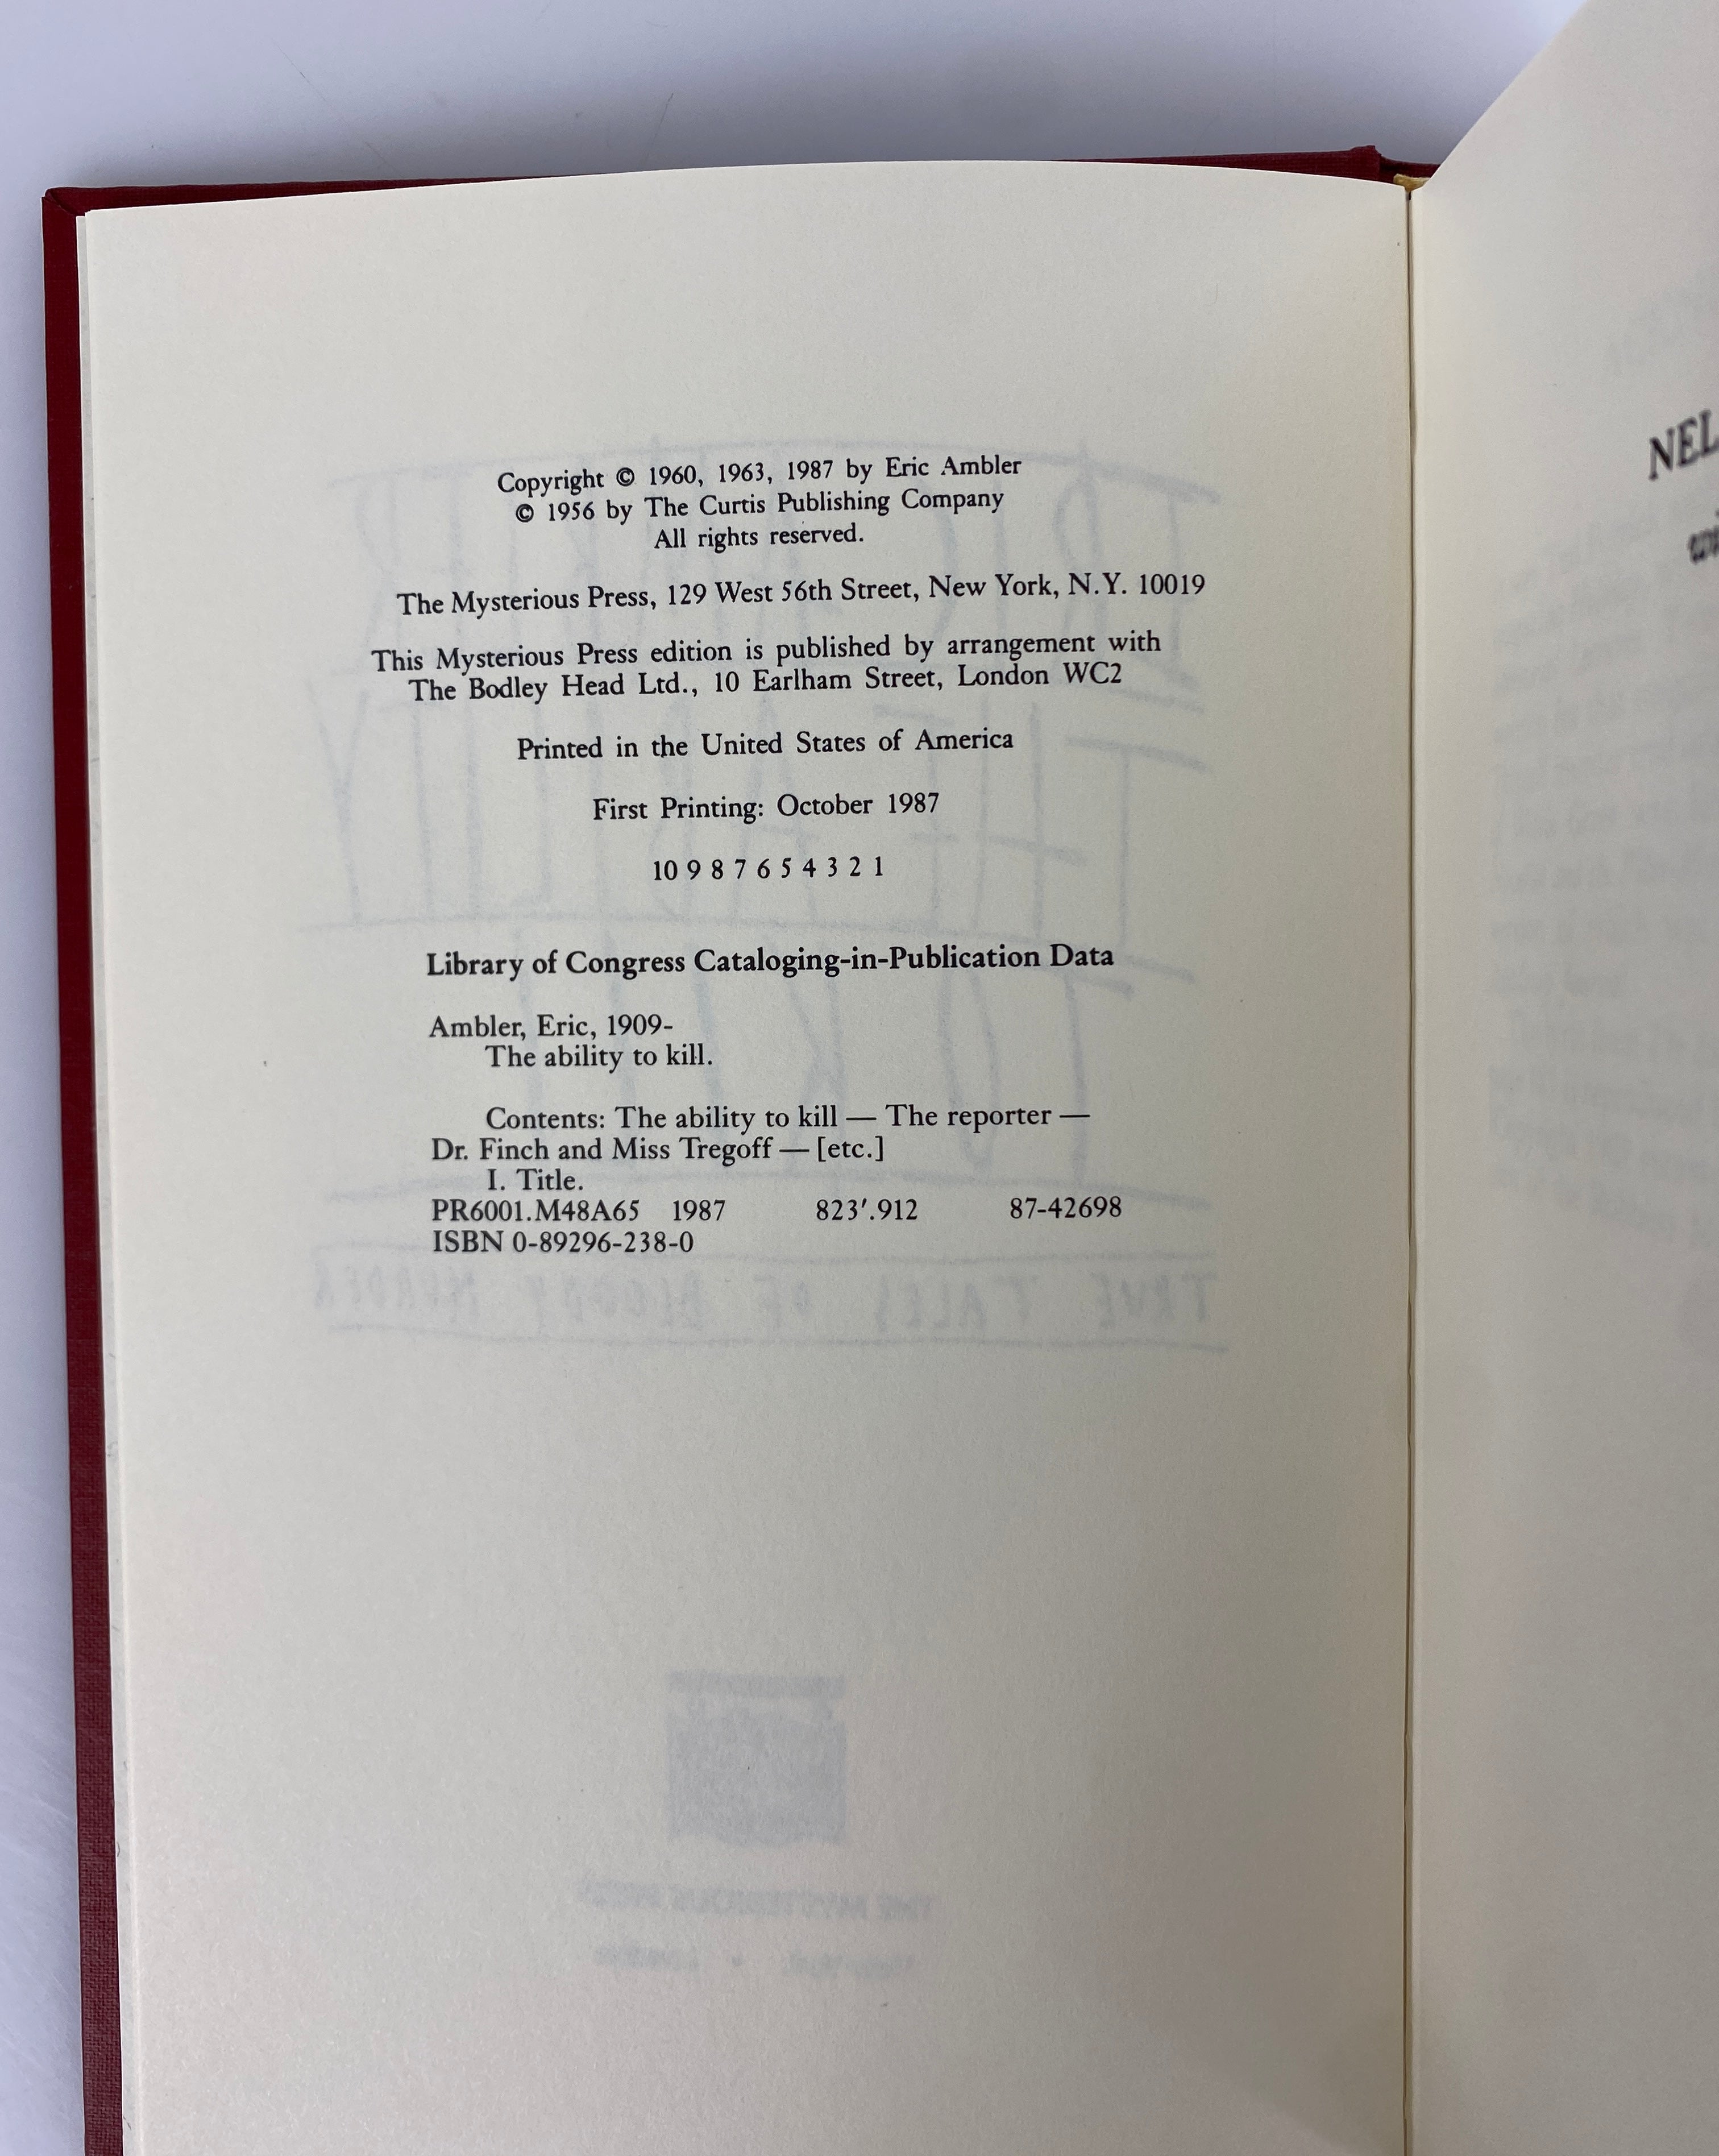 Copyright © 1960, 1963, 1987 by Eric Ambler
© 1956 by The Curtis Publishing Company
All rights reserved.
The Mysterious Press, 129 West 56th Street, New York, N.Y. 10019
This Mysterious Press edition is published by arrangement with
The Bodley Head Ltd., 10 Earlham Street, London WC2
Printed in the United States of America
First Printing: October 1987
10 9 8 7 6 5 4 3 2 1
Library of Congress Cataloging-in-Publication Data
Ambler, Eric, 1909-
The ability to kill.
Contents: The ability to kill — The reporter —
Dr. Finch and Miss Tregoff — [etc.]
I. Title.
PR6001.M48A65 1987 823′.912 87-42698
ISBN 0-89296-238-0
NEL